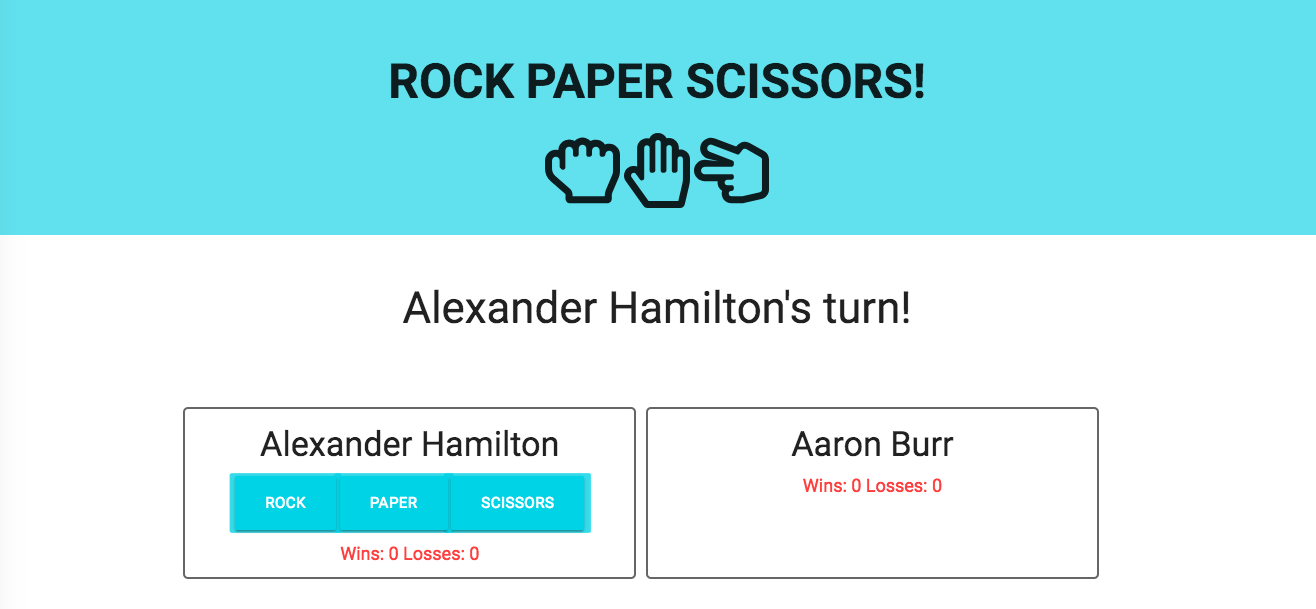 ROCK PAPER SCISSORS!
Alexander Hamilton's turn!
Alexander Hamilton
ROCK PAPER SCISSORS
Wins: 0 Losses: 0
Aaron Burr
Wins: 0 Losses: 0